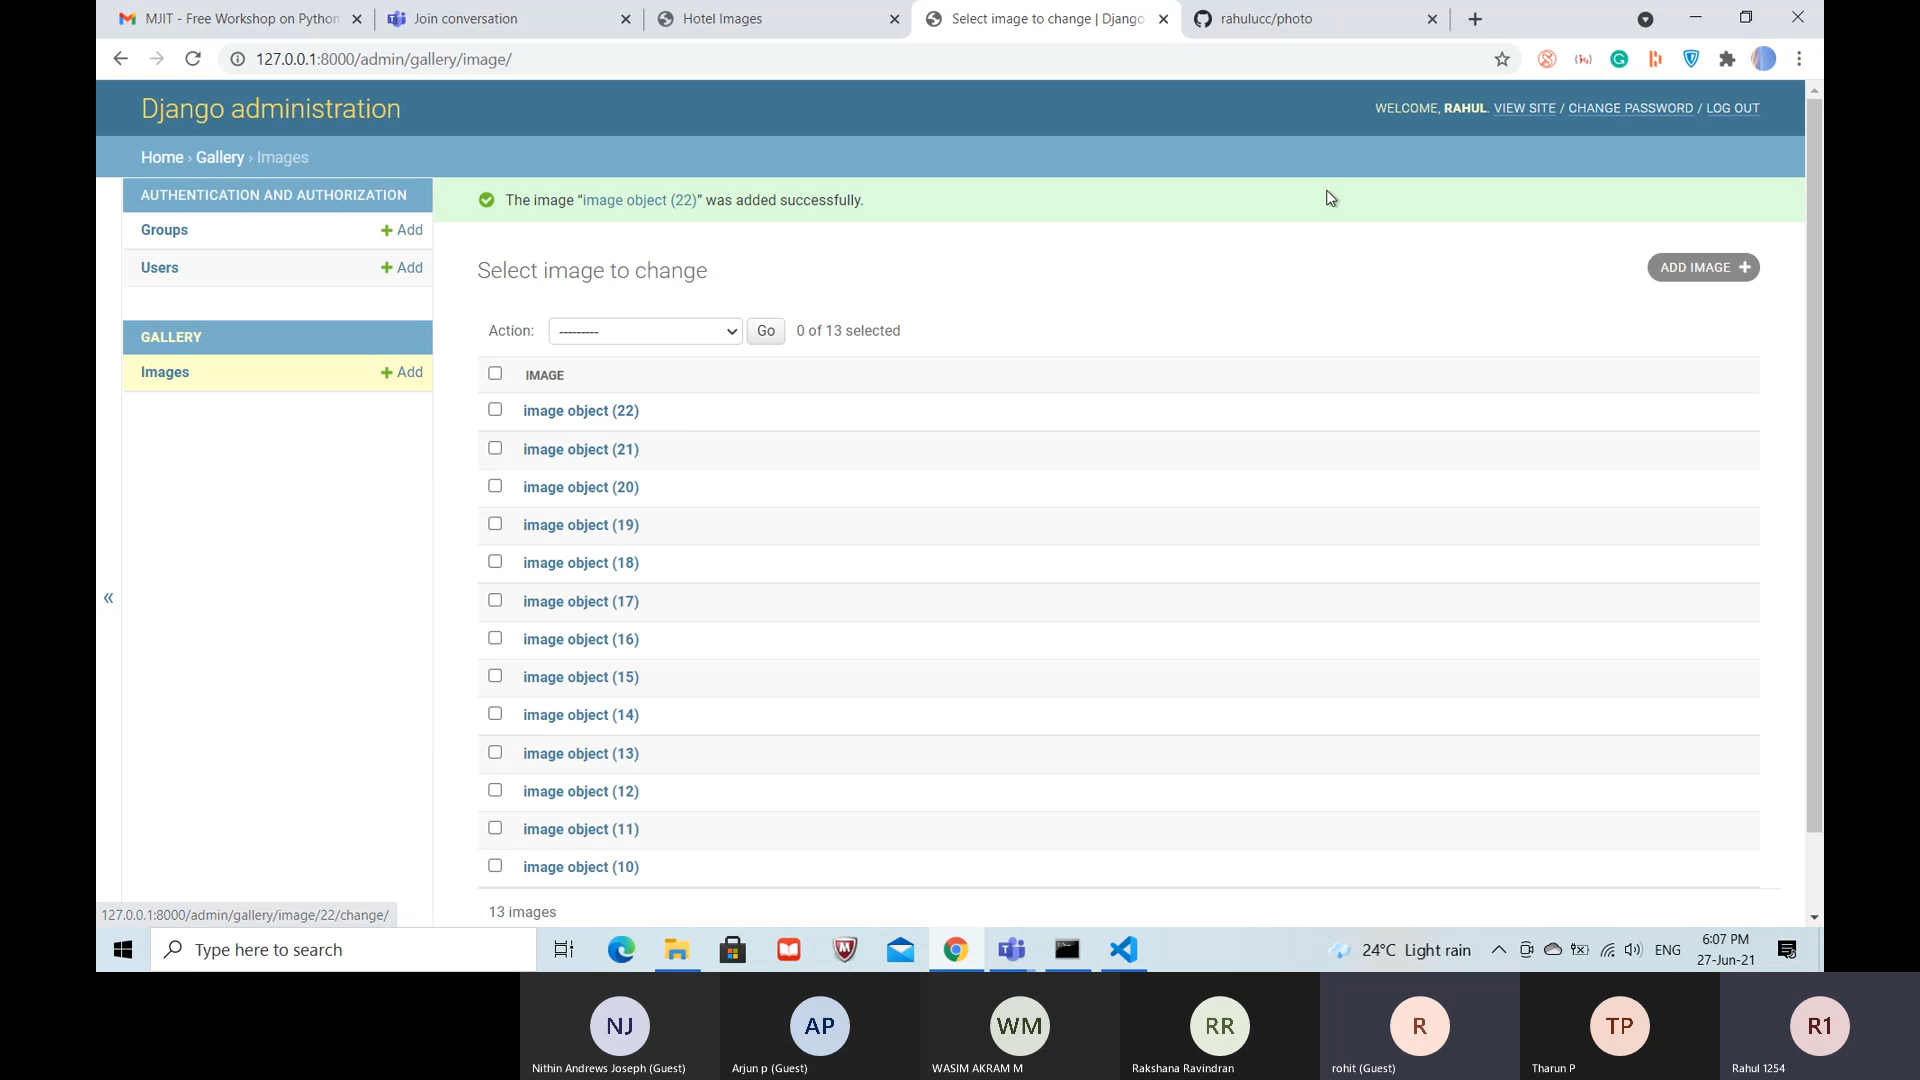 MJIT - Free Workshop on Python
Join conversation
Hotel Images
Select image to change | Django
rahulucc/photo
127.0.0.1:8000/admin/gallery/image/
Django administration
WELCOME, RAHUL. VIEW SITE / CHANGE PASSWORD / LOG OUT
Home › Gallery › Images
AUTHENTICATION AND AUTHORIZATION
Groups
Add
Users
Add
GALLERY
Images
Add
«
The image “image object (22)” was added successfully.
Select image to change
ADD IMAGE +
Action:
---------
Go
0 of 13 selected
IMAGE
image object (22)
image object (21)
image object (20)
image object (19)
image object (18)
image object (17)
image object (16)
image object (15)
image object (14)
image object (13)
image object (12)
image object (11)
image object (10)
13 images
127.0.0.1:8000/admin/gallery/image/22/change/
Type here to search
24°C Light rain
ENG
6:07 PM
27-Jun-21
NJ
AP
WM
RR
R
TP
R1
Nithin Andrews Joseph (Guest)
Arjun p (Guest)
WASIM AKRAM M
Rakshana Ravindran
rohit (Guest)
Tharun P
Rahul 1254